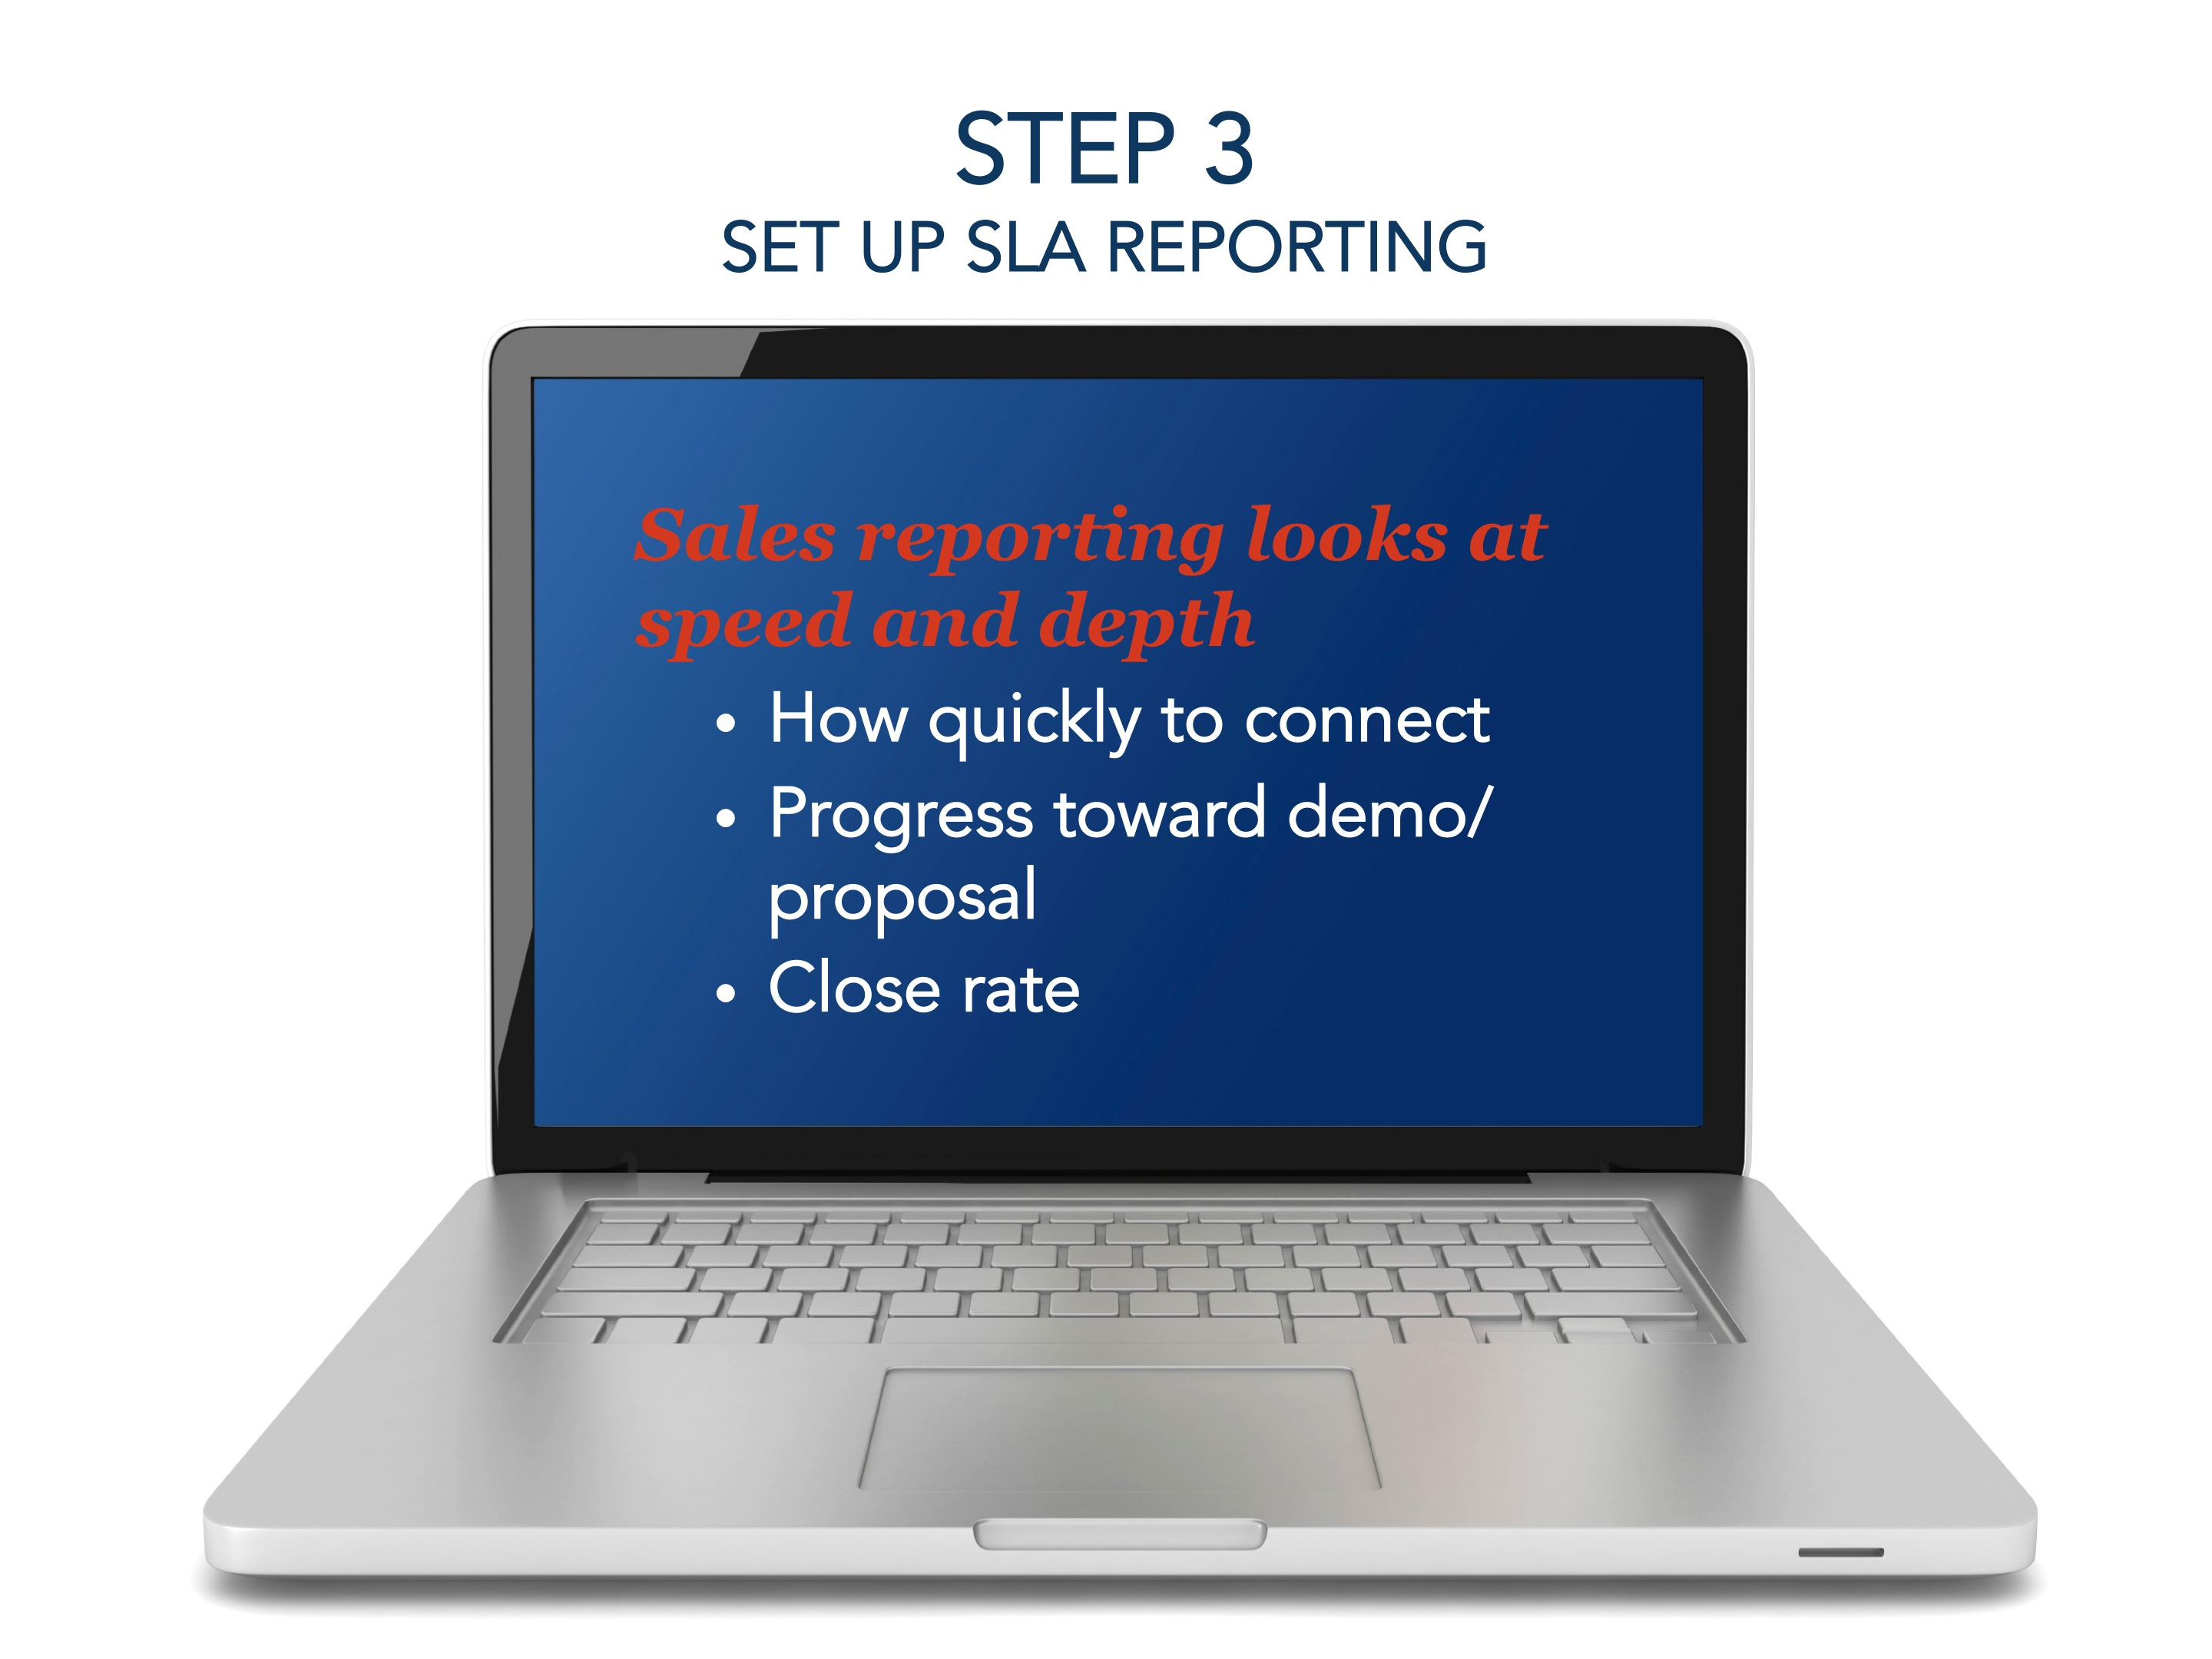 STEP 3
SET UP SLA REPORTING
Sales reporting looks at
speed and depth
• How quickly to connect
• Progress toward demo/
proposal
• Close rate